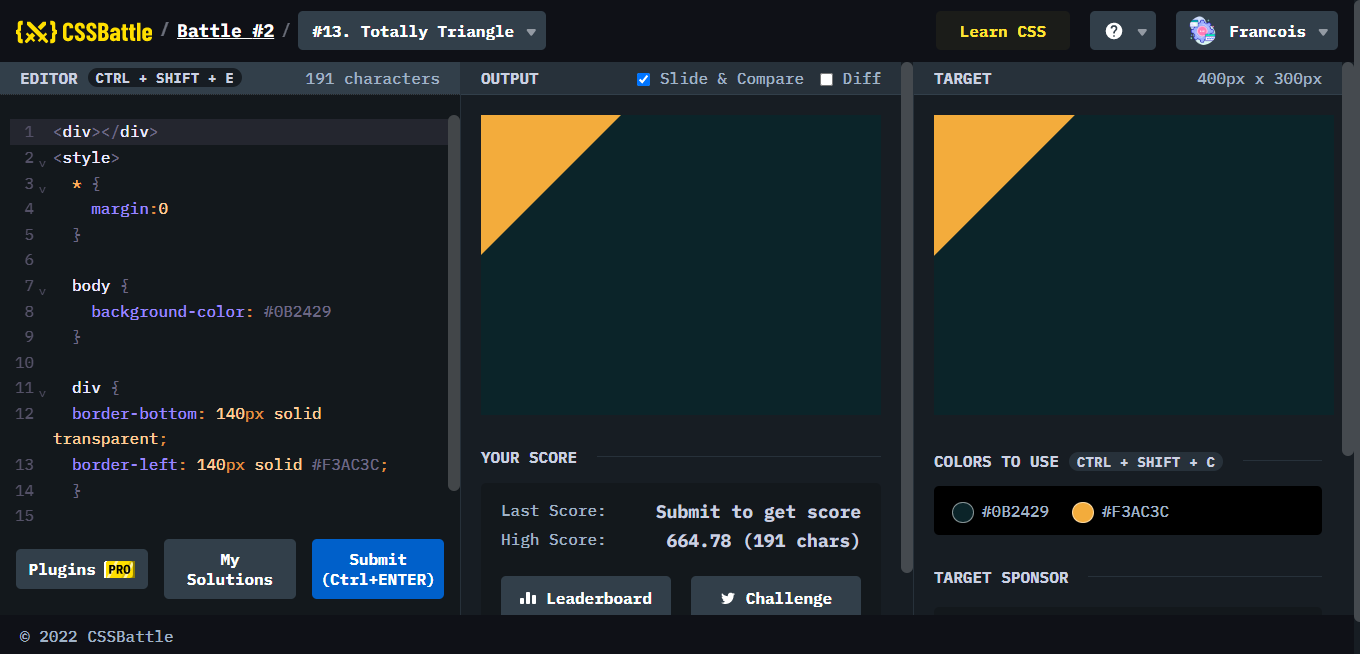 {X} CSSBattle / Battle #2 / #13. Totally Triangle
Learn CSS
?
Francois
EDITOR CTRL + SHIFT + E 191 characters
1 <div></div>
2 <style>
3 * {
4 margin:0
5 }
6
7 body {
8 background-color: #0B2429
9 }
10
11 div {
12 border-bottom: 140px solid
transparent;
13 border-left: 140px solid #F3AC3C;
14 }
15
Plugins PRO
My
Solutions
Submit
(Ctrl+ENTER)
OUTPUT Slide & Compare Diff
YOUR SCORE
Last Score: Submit to get score
High Score: 664.78 (191 chars)
Leaderboard
Challenge
TARGET 400px x 300px
COLORS TO USE CTRL + SHIFT + C
#0B2429 #F3AC3C
TARGET SPONSOR
© 2022 CSSBattle